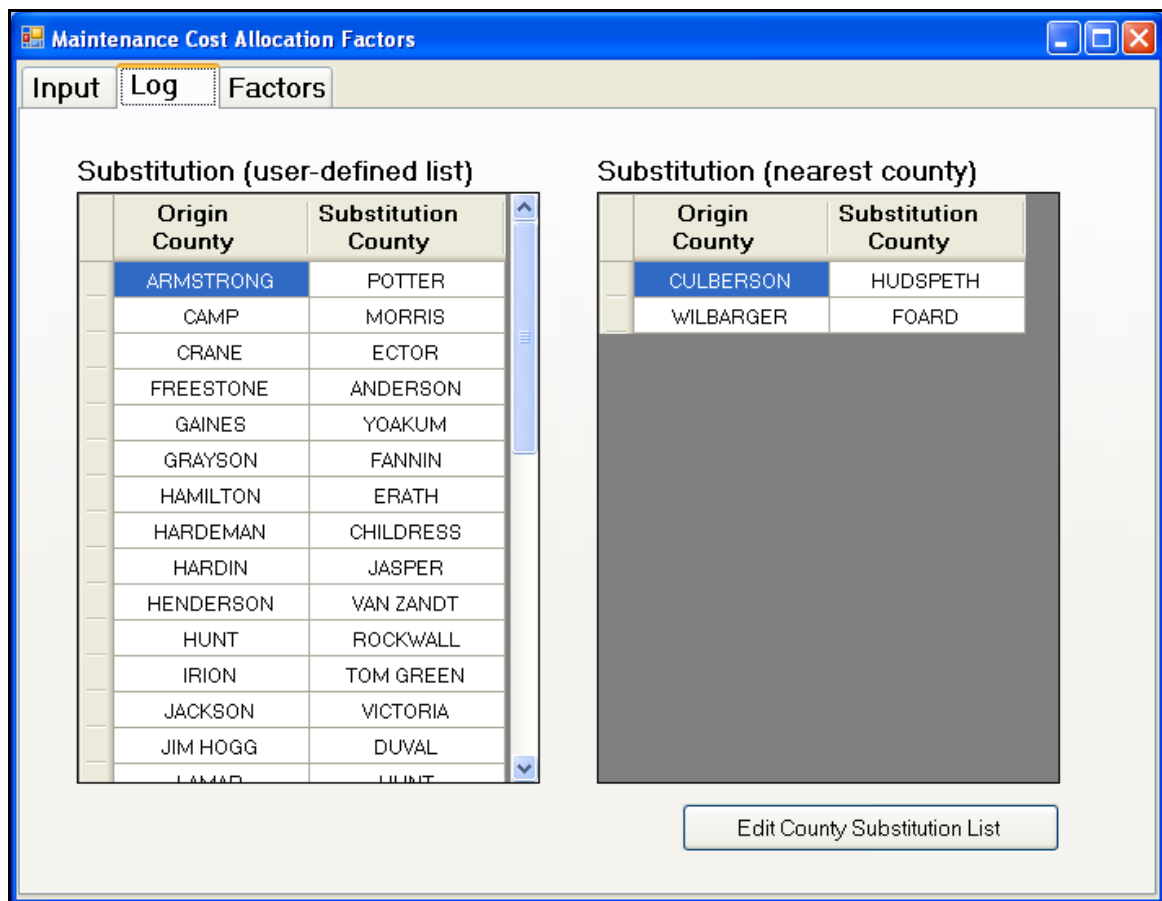 Maintenance Cost Allocation Factors
Input Log Factors
Substitution (user-defined list)
Origin County Substitution County
ARMSTRONG POTTER
CAMP MORRIS
CRANE ECTOR
FREESTONE ANDERSON
GAINES YOAKUM
GRAYSON FANNIN
HAMILTON ERATH
HARDEMAN CHILDRESS
HARDIN JASPER
HENDERSON VAN ZANDT
HUNT ROCKWALL
IRION TOM GREEN
JACKSON VICTORIA
JIM HOGG DUVAL
LAMAR HUNT
Substitution (nearest county)
Origin County Substitution County
CULBERSON HUDSPETH
WILBARGER FOARD
Edit County Substitution List